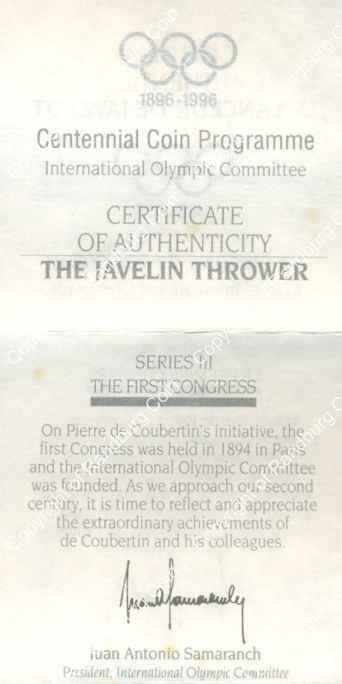 1896-1996
Centennial Coin Programme
International Olympic Committee
CERTIFICATE
OF AUTHENTICITY
THE JAVELIN THROWER
SERIES III
THE FIRST CONGRESS
On Pierre de Coubertin's initiative, the
first Congress was held in 1894 in Paris
and the International Olympic Committee
was founded. As we approach our second
century, it is time to reflect and appreciate
the extraordinary achievements of
de Coubertin and his colleagues.
Juan Antonio Samaranch
President, International Olympic Committee